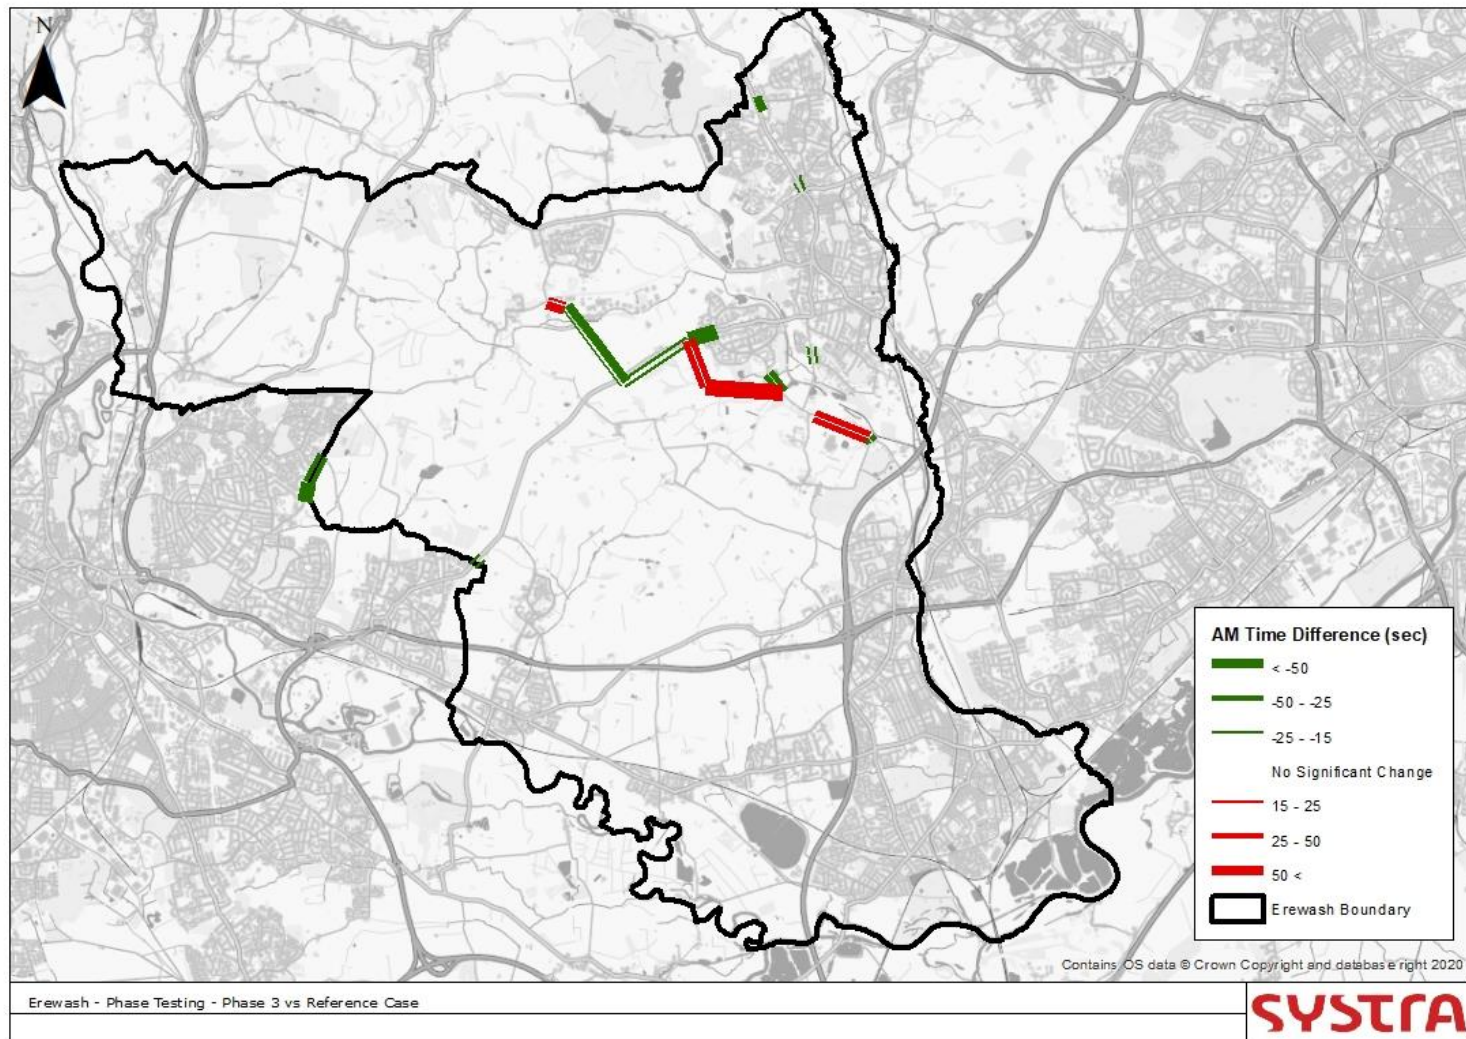 N
AM Time Difference (sec)
< -50
-50 - -25
-25 - -15
No Significant Change
15 - 25
25 - 50
50 <
Erewash Boundary
Contains OS data © Crown Copyright and database right 2020
Erewash - Phase Testing - Phase 3 vs Reference Case
SYSTRA